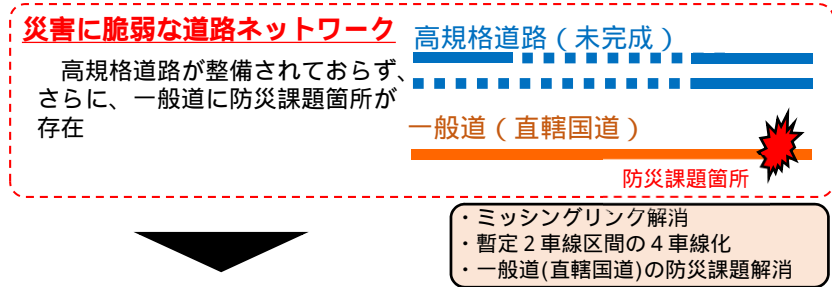 災害に脆弱な道路ネットワーク
高規格道路(未完成)
高規格道路が整備されておらず、
さらに、一般道に防災課題箇所が
存在
一般道(直轄国道)
防災課題箇所
・ミッシングリンク解消
・暫定2車線区間の4車線化
・一般道(直轄国道)の防災課題解消